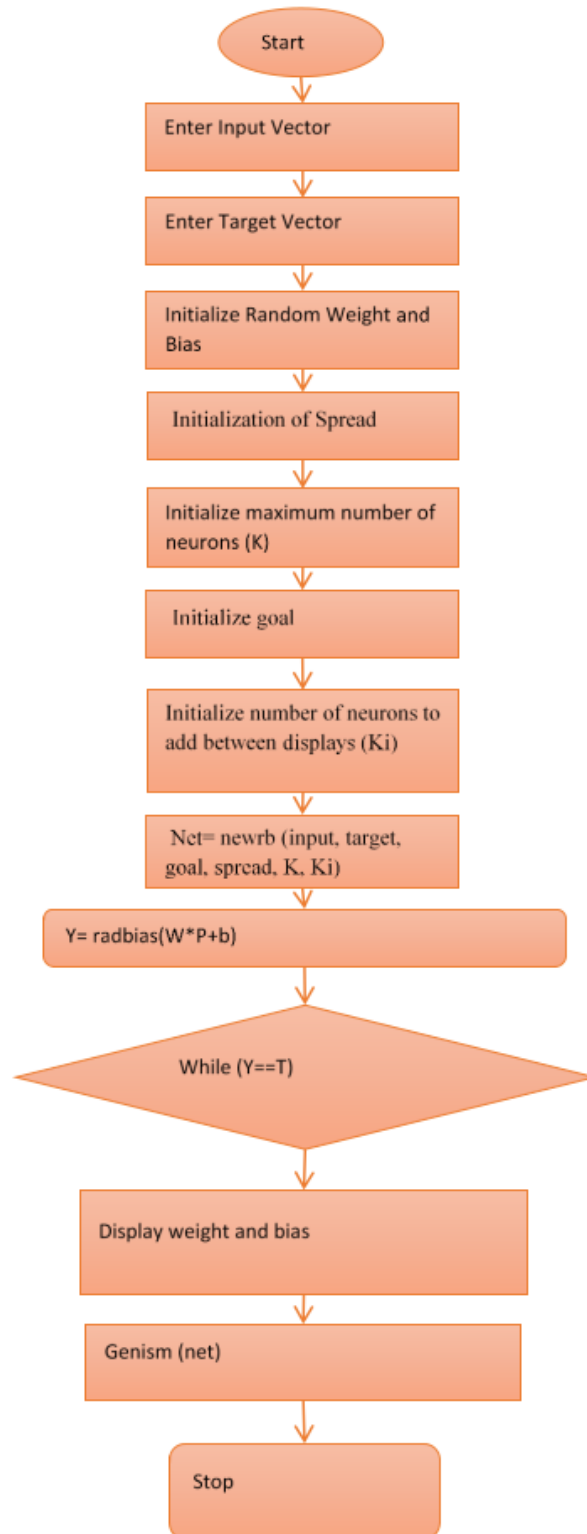 Start
Enter Input Vector
Enter Target Vector
Initialize Random Weight and
Bias
Initialization of Spread
Initialize maximum number of
neurons (K)
Initialize goal
Initialize number of neurons to
add between displays (Ki)
Net= newrb (input, target,
goal, spread, K, Ki)
Y= radbias(W*P+b)
While (Y==T)
Display weight and bias
Genism (net)
Stop